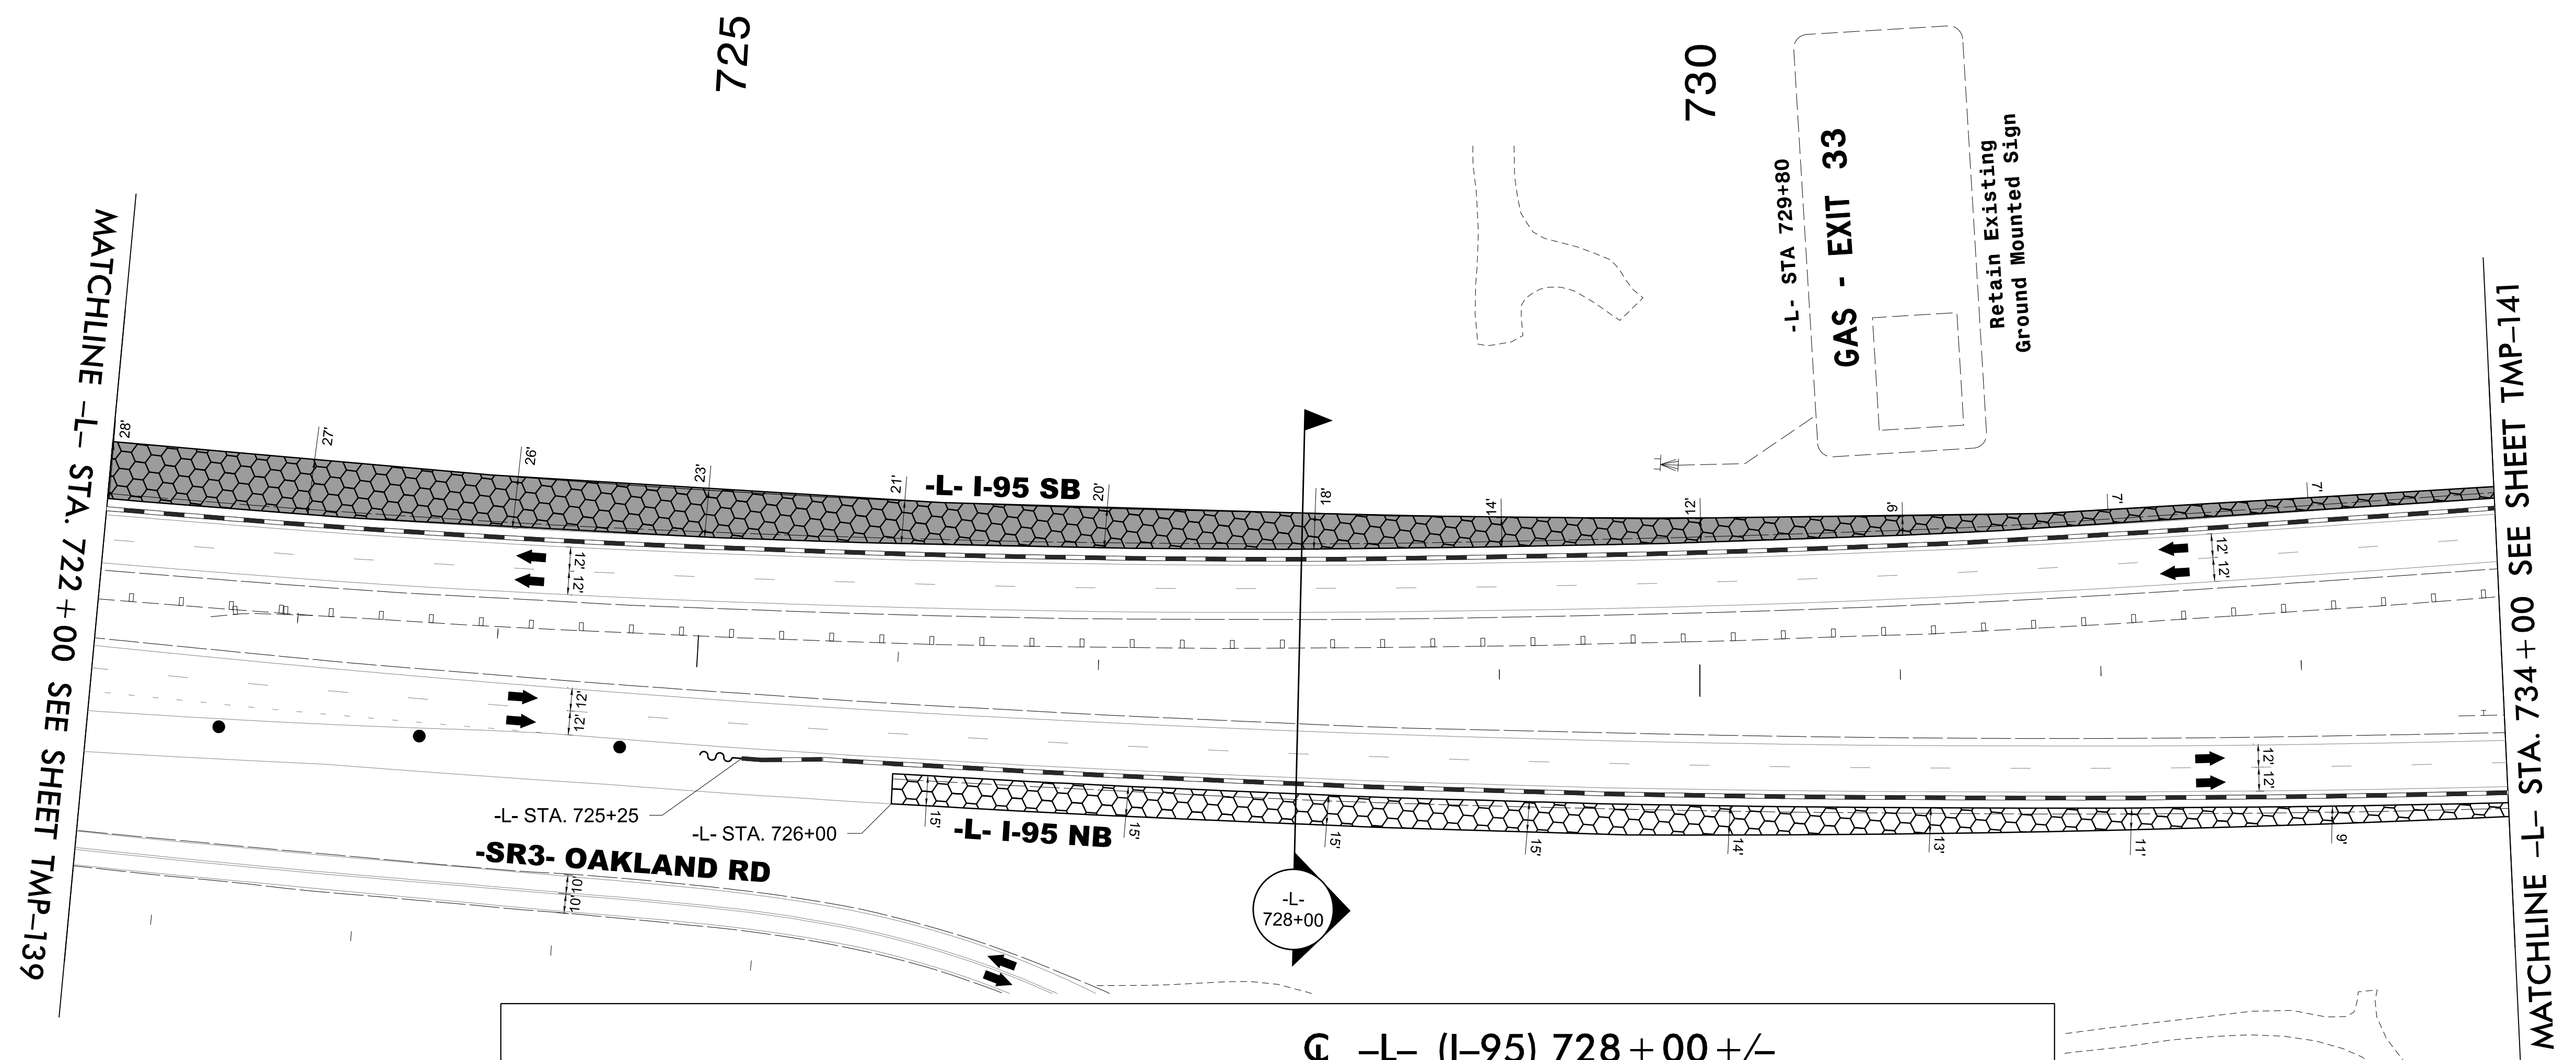 725
730
MATCHLINE –L– STA. 722+00 SEE SHEET TMP–139
-L- STA 729+80
GAS - EXIT 33
Retain Existing
Ground Mounted Sign
MATCHLINE –L– STA. 734+00 SEE SHEET TMP–141
28'
27'
26'
23'
21'
-L- I-95 SB
20'
18'
14'
12'
9'
7'
7'
12'
12'
12'
12'
12'
12'
12'
12'
-L- STA. 725+25
-L- STA. 726+00
15'
-L- I-95 NB
15'
15'
15'
14'
13'
11'
9'
-SR3- OAKLAND RD
10'
10'
-L-
728+00
℄ –L– (I–95) 728+00+/–